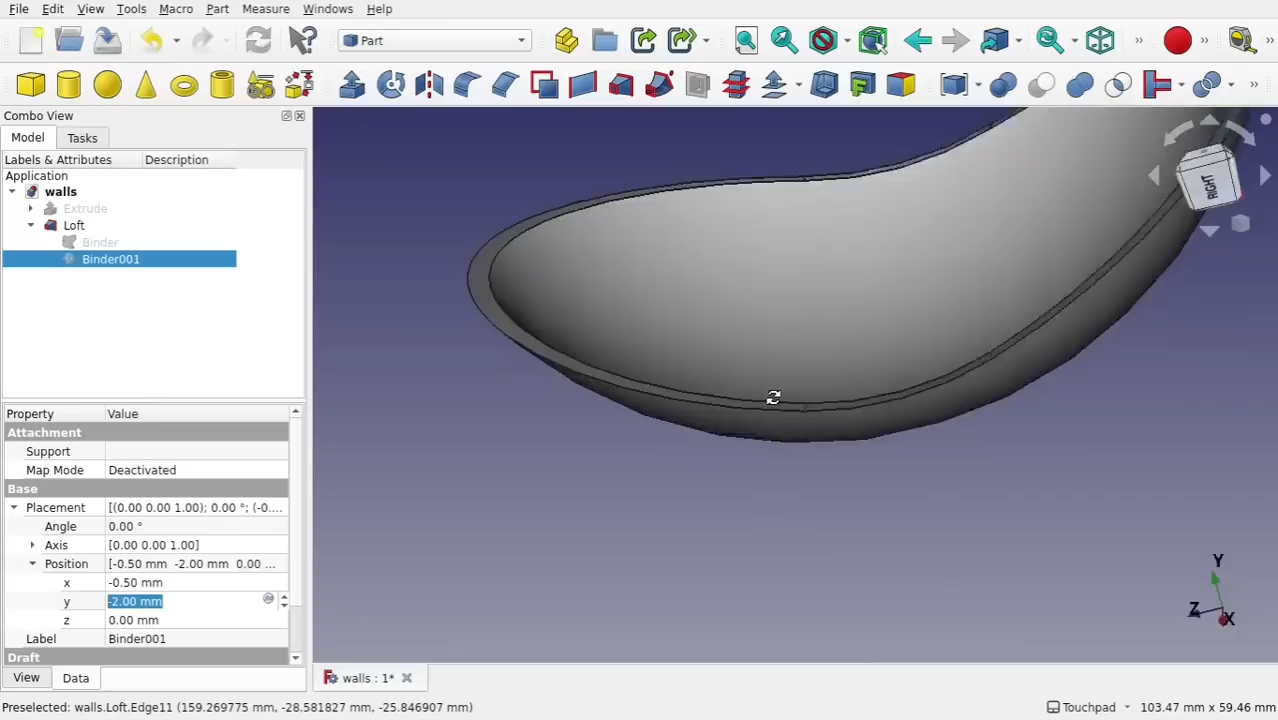 File Edit View Tools Macro Part Measure Windows Help
Part
Combo View
Model Tasks
Labels & Attributes Description
Application
walls
Extrude
Loft
Binder
Binder001
Property Value
Attachment
Support
Map Mode Deactivated
Base
Placement [(0.00 0.00 1.00); 0.00 °; (-0....
Angle 0.00 °
Axis [0.00 0.00 1.00]
Position [-0.50 mm -2.00 mm 0.00 ...
x -0.50 mm
y -2.00 mm
z 0.00 mm
Label Binder001
Draft
View Data
RIGHT
Y
Z X
walls : 1*
Preselected: walls.Loft.Edge11 (159.269775 mm, -28.581827 mm, -25.846907 mm)
Touchpad 103.47 mm x 59.46 mm